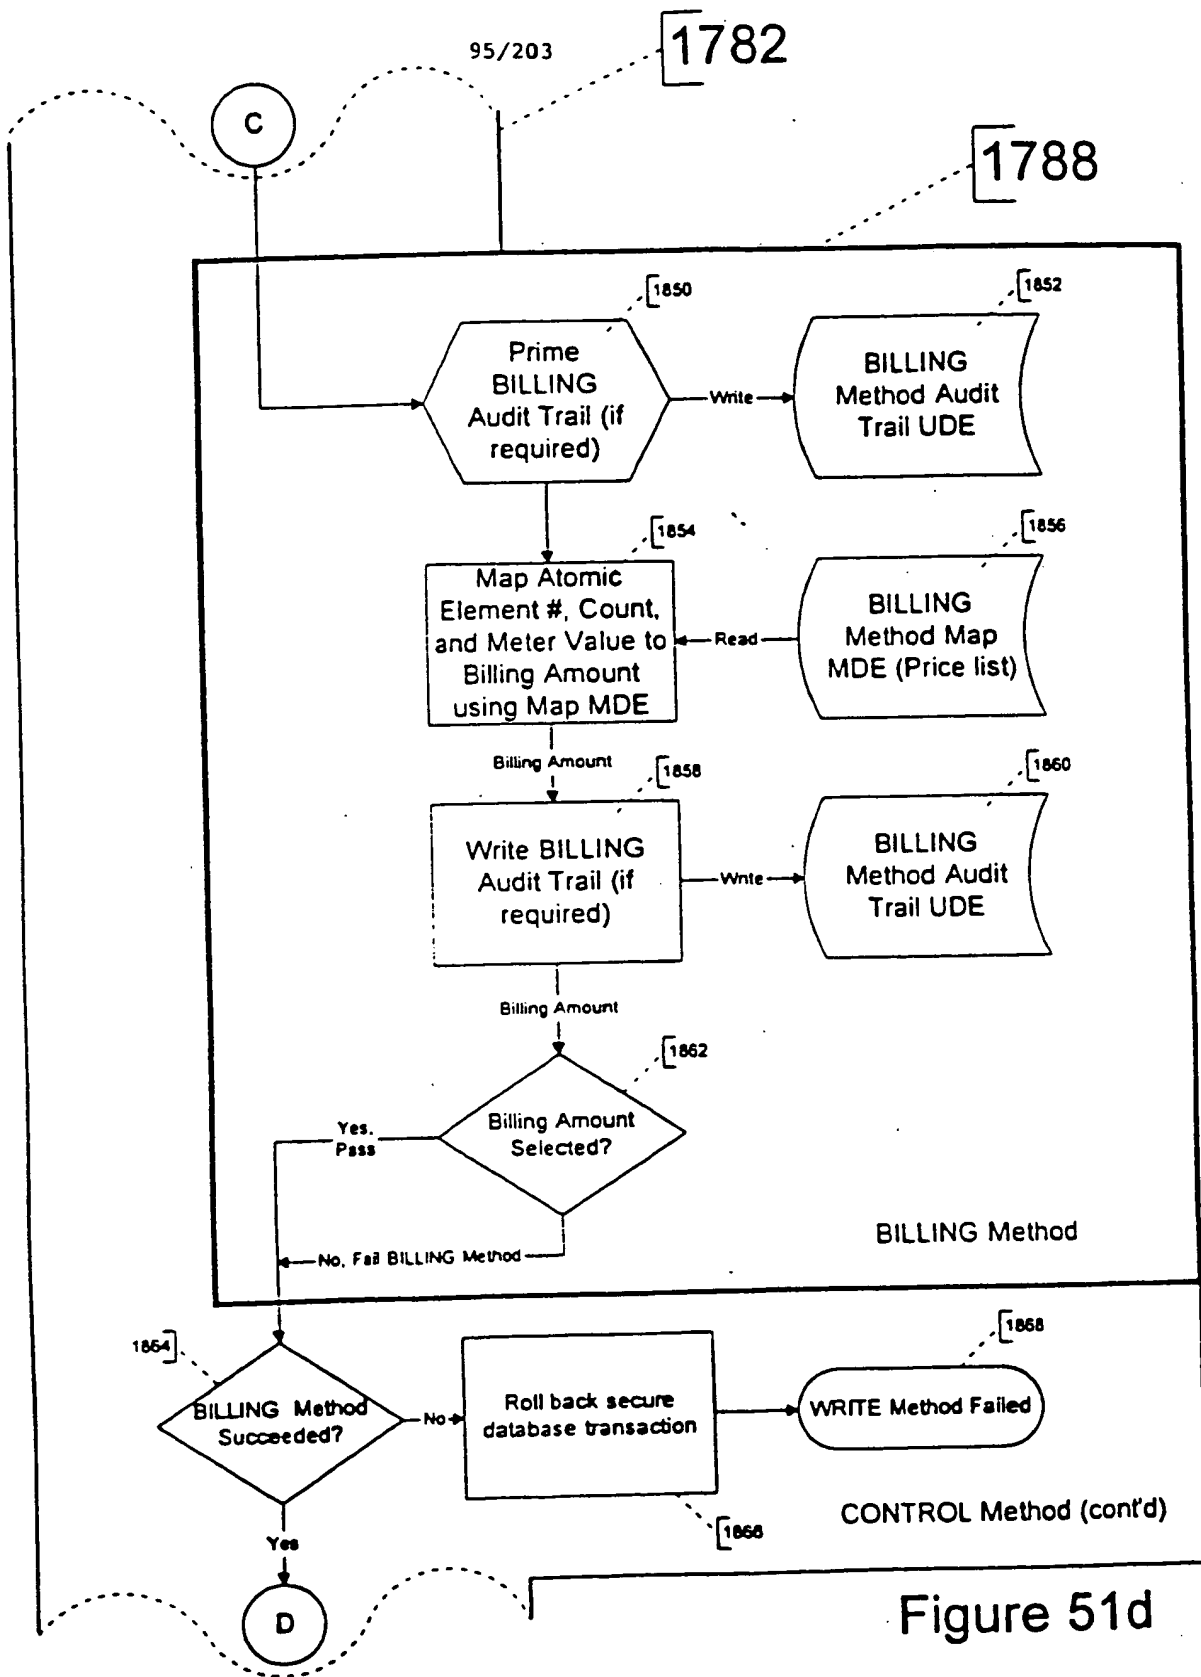 95/203
1782
C
1788
1850
1852
Prime
BILLING
Audit Trail (if
required)
Write
BILLING
Method Audit
Trail UDE
1854
1856
Map Atomic
Element #, Count,
and Meter Value to
Billing Amount
using Map MDE
Read
BILLING
Method Map
MDE (Price list)
Billing Amount
1858
1860
Write BILLING
Audit Trail (if
required)
Write
BILLING
Method Audit
Trail UDE
Billing Amount
1862
Billing Amount
Selected?
Yes,
Pass
No, Fail BILLING Method
BILLING Method
1864
1868
BILLING Method
Succeeded?
No
Roll back secure
database transaction
WRITE Method Failed
1866
CONTROL Method (cont'd)
Yes
D
Figure 51d